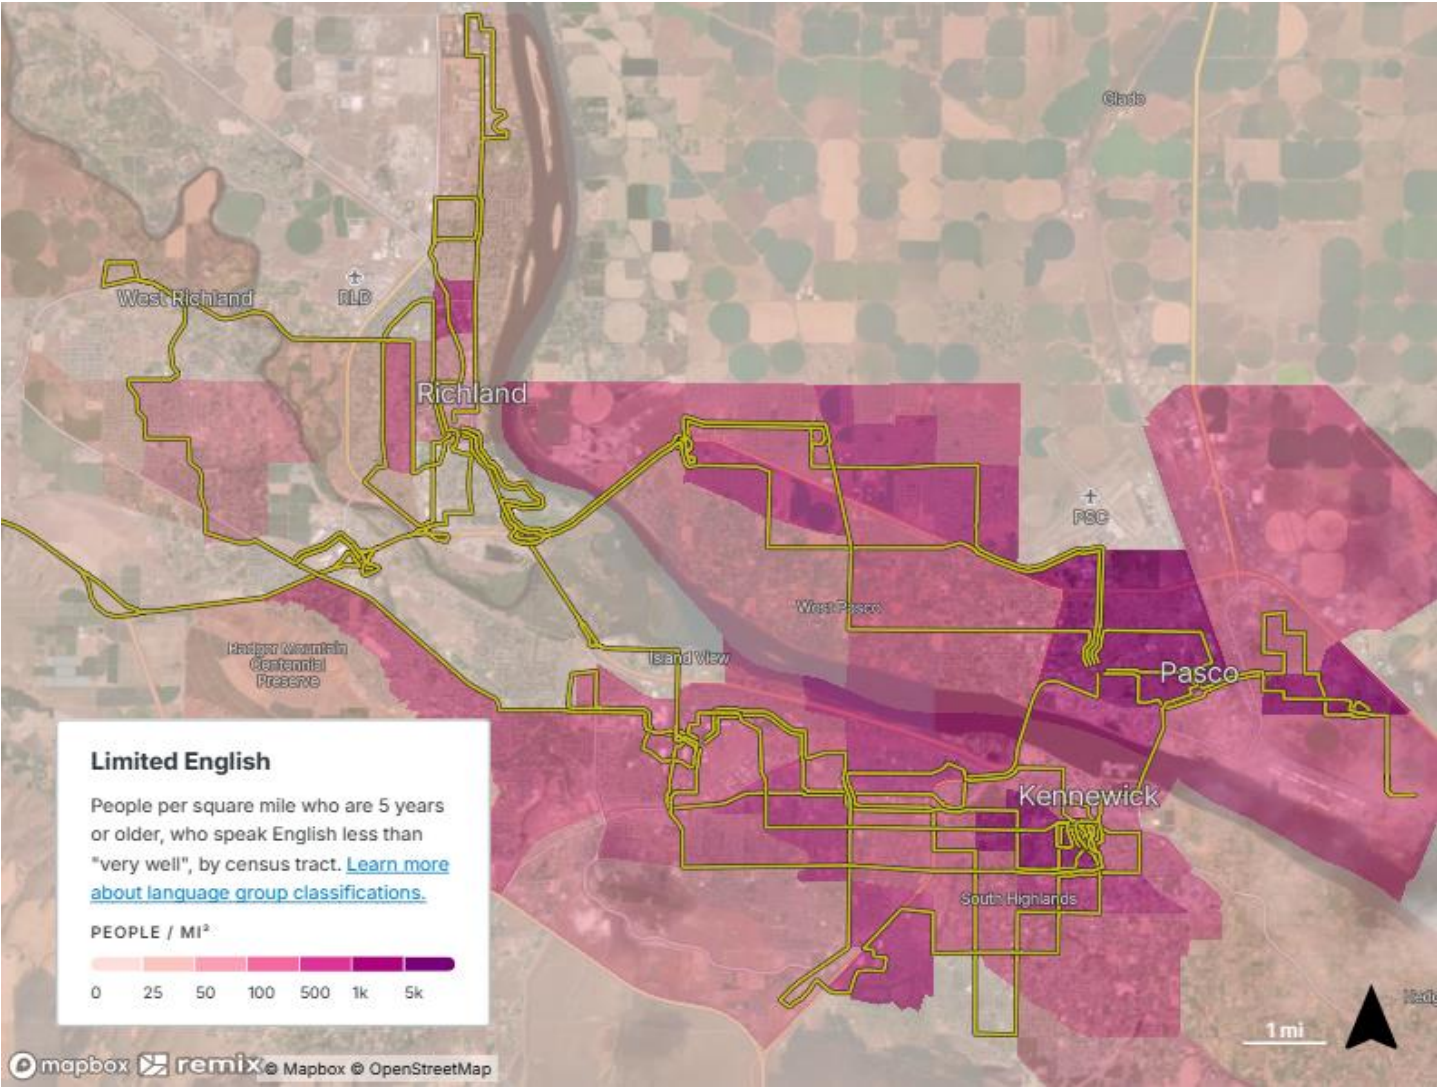 Glade
West Richland
RLD
Richland
PSC
West Pasco
Badger Mountain
Centennial
Preserve
Island View
Pasco
Kennewick
South Highlands
Limited English
People per square mile who are 5 years
or older, who speak English less than
"very well", by census tract. Learn more
about language group classifications.
PEOPLE / MI²
0 25 50 100 500 1k 5k
1 mi
mapbox remix © Mapbox © OpenStreetMap